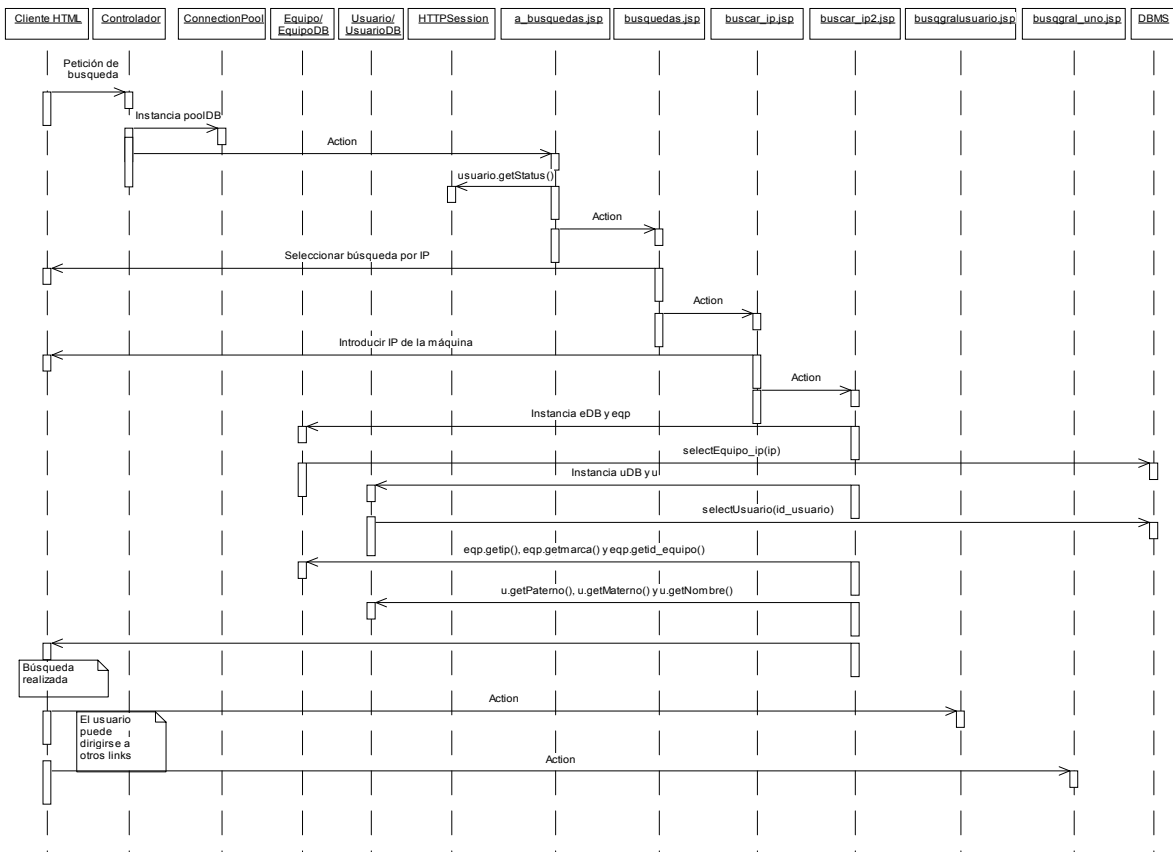 Cliente HTML
Controlador
ConnectionPool
Equipo/
EquipoDB
Usuario/
UsuarioDB
HTTPSession
a_busquedas.jsp
busquedas.jsp
buscar_ip.jsp
buscar_ip2.jsp
busqgralusuario.jsp
busqgral_uno.jsp
DBMS
Petición de
busqueda
Instancia poolDB
Action
usuario.getStatus()
Action
Seleccionar búsqueda por IP
Action
Introducir IP de la máquina
Action
Instancia eDB y eqp
selectEquipo_ip(ip)
Instancia uDB y u
selectUsuario(id_usuario)
eqp.getip(), eqp.getmarca() y eqp.getid_equipo()
u.getPaterno(), u.getMaterno() y u.getNombre()
Búsqueda
realizada
Action
El usuario
puede
dirigirse a
otros links
Action